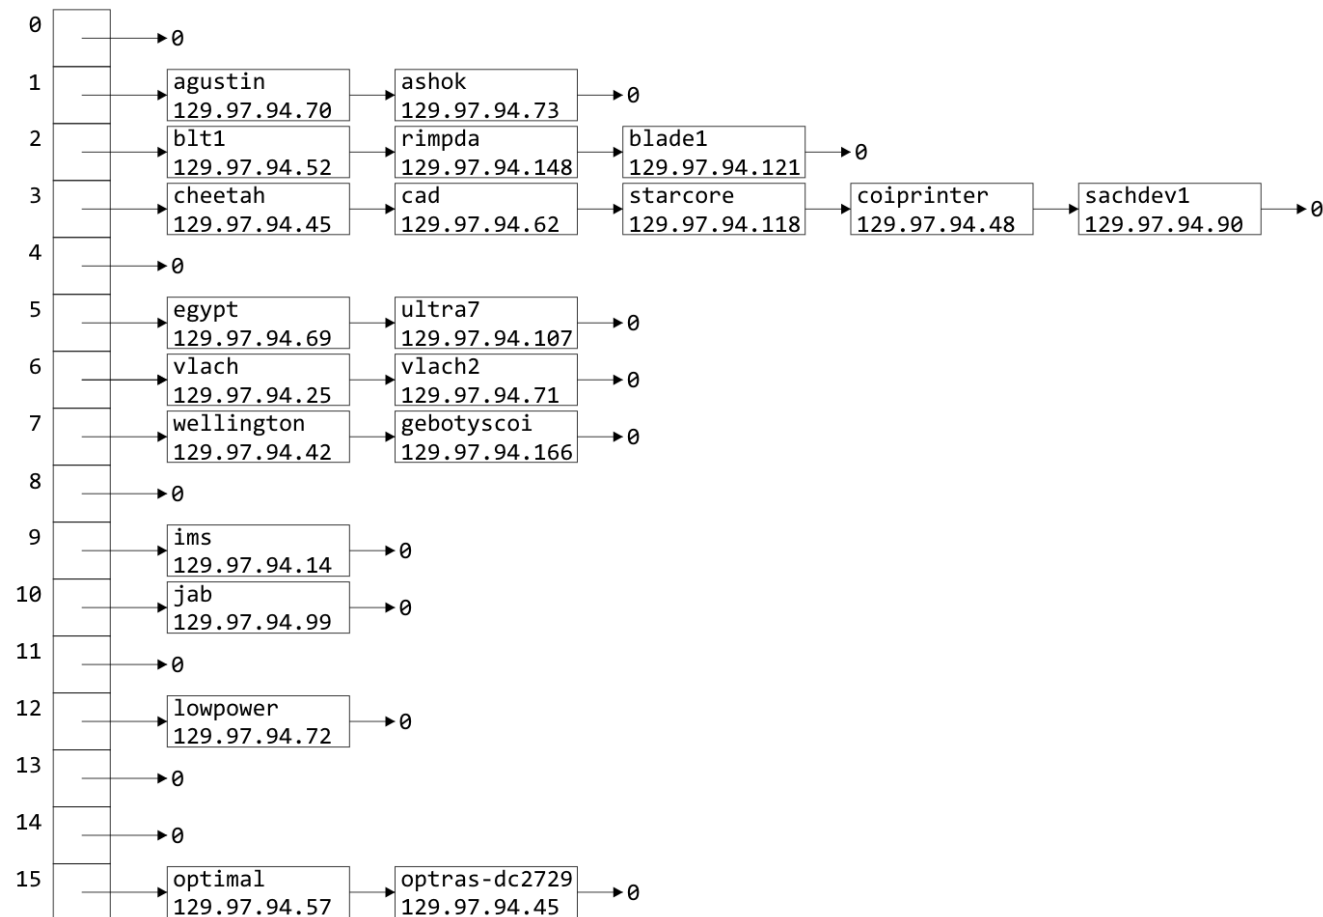 0 0
1 agustin ashok 0
129.97.94.70 129.97.94.73
2 blt1 rimpda blade1 0
129.97.94.52 129.97.94.148 129.97.94.121
3 cheetah cad starcore coiprinter sachdev1 0
129.97.94.45 129.97.94.62 129.97.94.118 129.97.94.48 129.97.94.90
4 0
5 egypt ultra7 0
129.97.94.69 129.97.94.107
6 vlach vlach2 0
129.97.94.25 129.97.94.71
7 wellington gebotyscoi 0
129.97.94.42 129.97.94.166
8 0
9 ims 0
129.97.94.14
10 jab 0
129.97.94.99
11 0
12 lowpower 0
129.97.94.72
13 0
14 0
15 optimal optras-dc2729 0
129.97.94.57 129.97.94.45